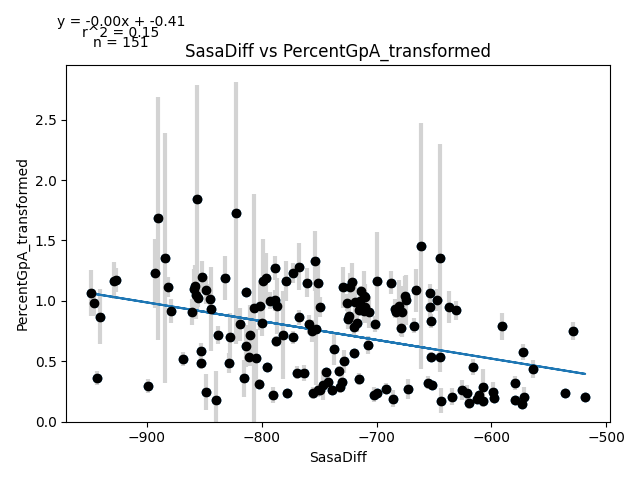 y = -0.00x + -0.41
r^2 = 0.15
n = 151
SasaDiff vs PercentGpA_transformed
PercentGpA_transformed
2.5
2.0
1.5
1.0
0.5
0.0
−900
−800
−700
−600
−500
SasaDiff